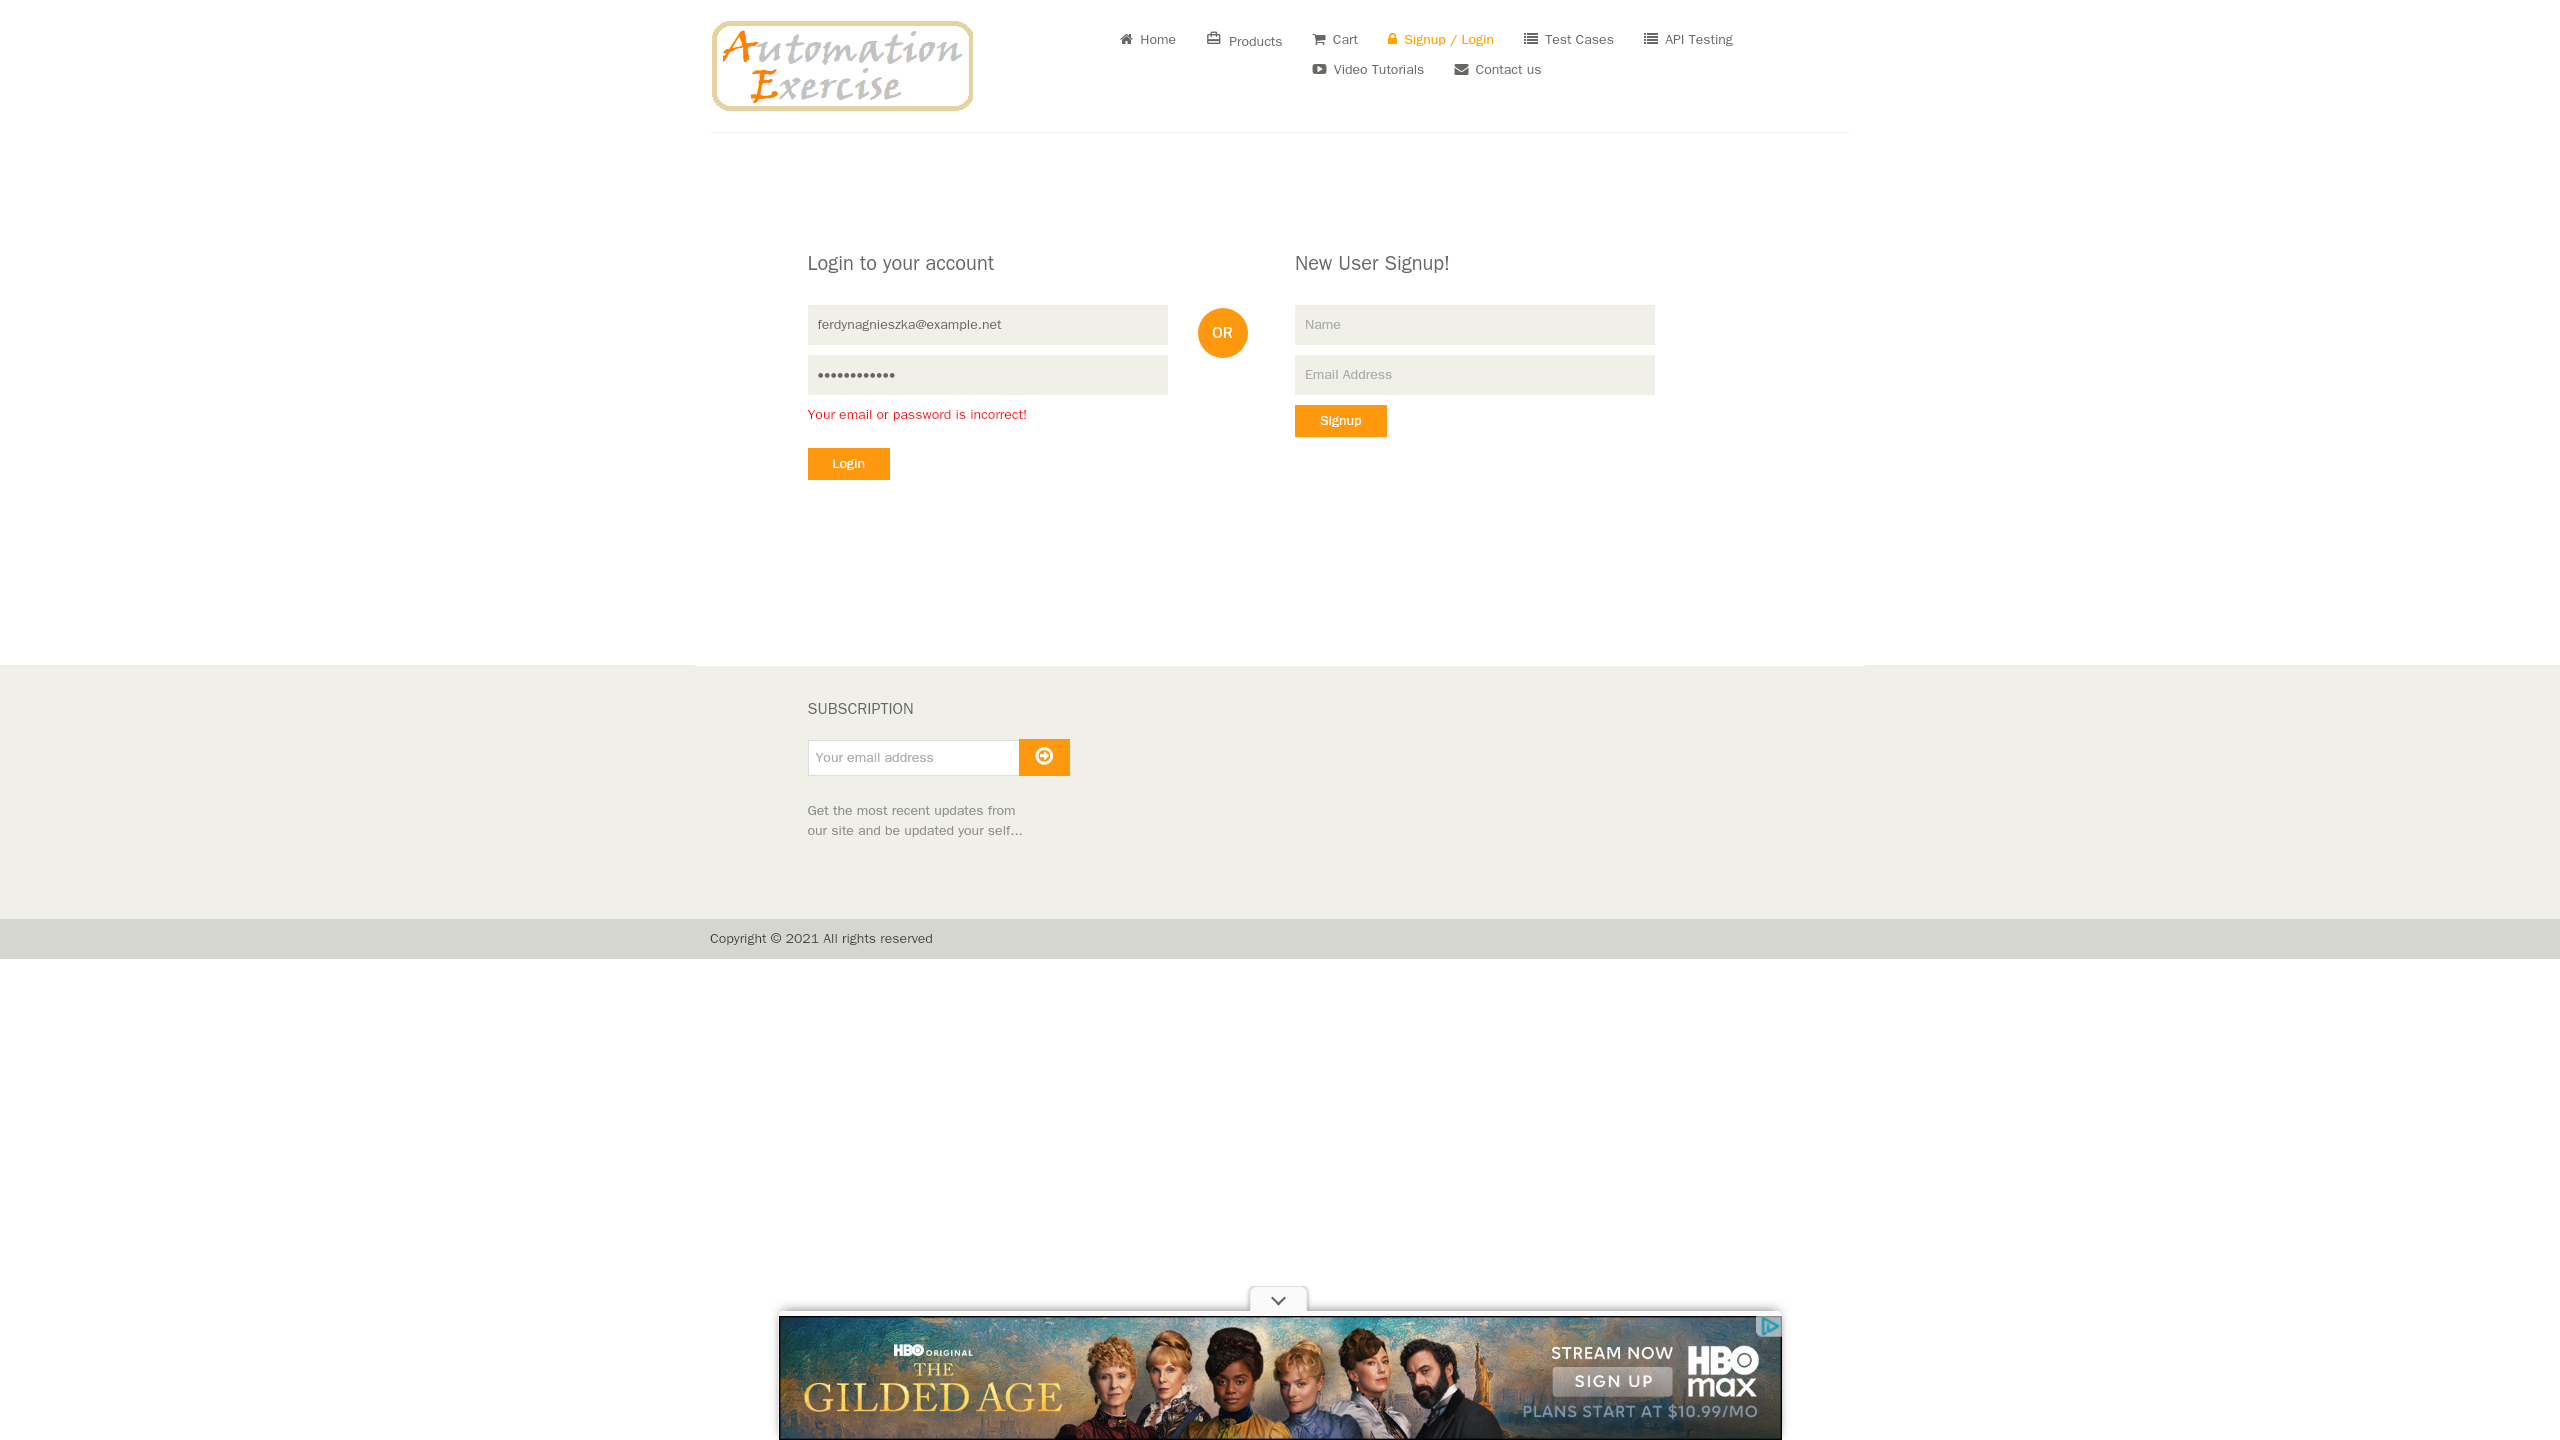 Automation
Exercise
Home
Products
Cart
Signup / Login
Test Cases
API Testing
Video Tutorials
Contact us
Login to your account
ferdynagnieszka@example.net
••••••••••••
Your email or password is incorrect!
Login
OR
New User Signup!
Name
Email Address
Signup
SUBSCRIPTION
Your email address
Get the most recent updates from
our site and be updated your self...
Copyright © 2021 All rights reserved
HBO ORIGINAL
THE
GILDED AGE
STREAM NOW
SIGN UP
HBO
max
PLANS START AT $10.99/MO